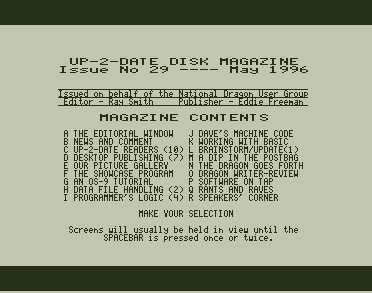 UP-2-DATE DISK MAGAZINE
Issue No 29 ---- May 1996
Issued on behalf of the National Dragon User Group
Editor - Ray Smith Publisher - Eddie Freeman
MAGAZINE CONTENTS
A THE EDITORIAL WINDOW J DAVE'S MACHINE CODE
B NEWS AND COMMENT K WORKING WITH BASIC
C UP-2-DATE READERS (10) L BRAINSTORM/UPDATE(1)
D DESKTOP PUBLISHING (7) M A DIP IN THE POSTBAG
E OUR PICTURE GALLERY N THE DRAGON GOES FORTH
F THE SHOWCASE PROGRAM O DRAGON WRITER-REVIEW
G AN OS-9 TUTORIAL P SOFTWARE ON TAP
H DATA FILE HANDLING (2) Q RANTS AND RAVES
I PROGRAMMER'S LOGIC (4) R SPEAKERS' CORNER
MAKE YOUR SELECTION
Screens will usually be held in view until the
SPACEBAR is pressed once or twice.